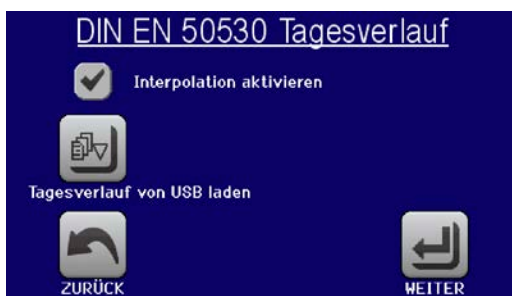 DIN EN 50530 Tagesverlauf
Interpolation aktivieren
Tagesverlauf von USB laden
ZURÜCK
WEITER